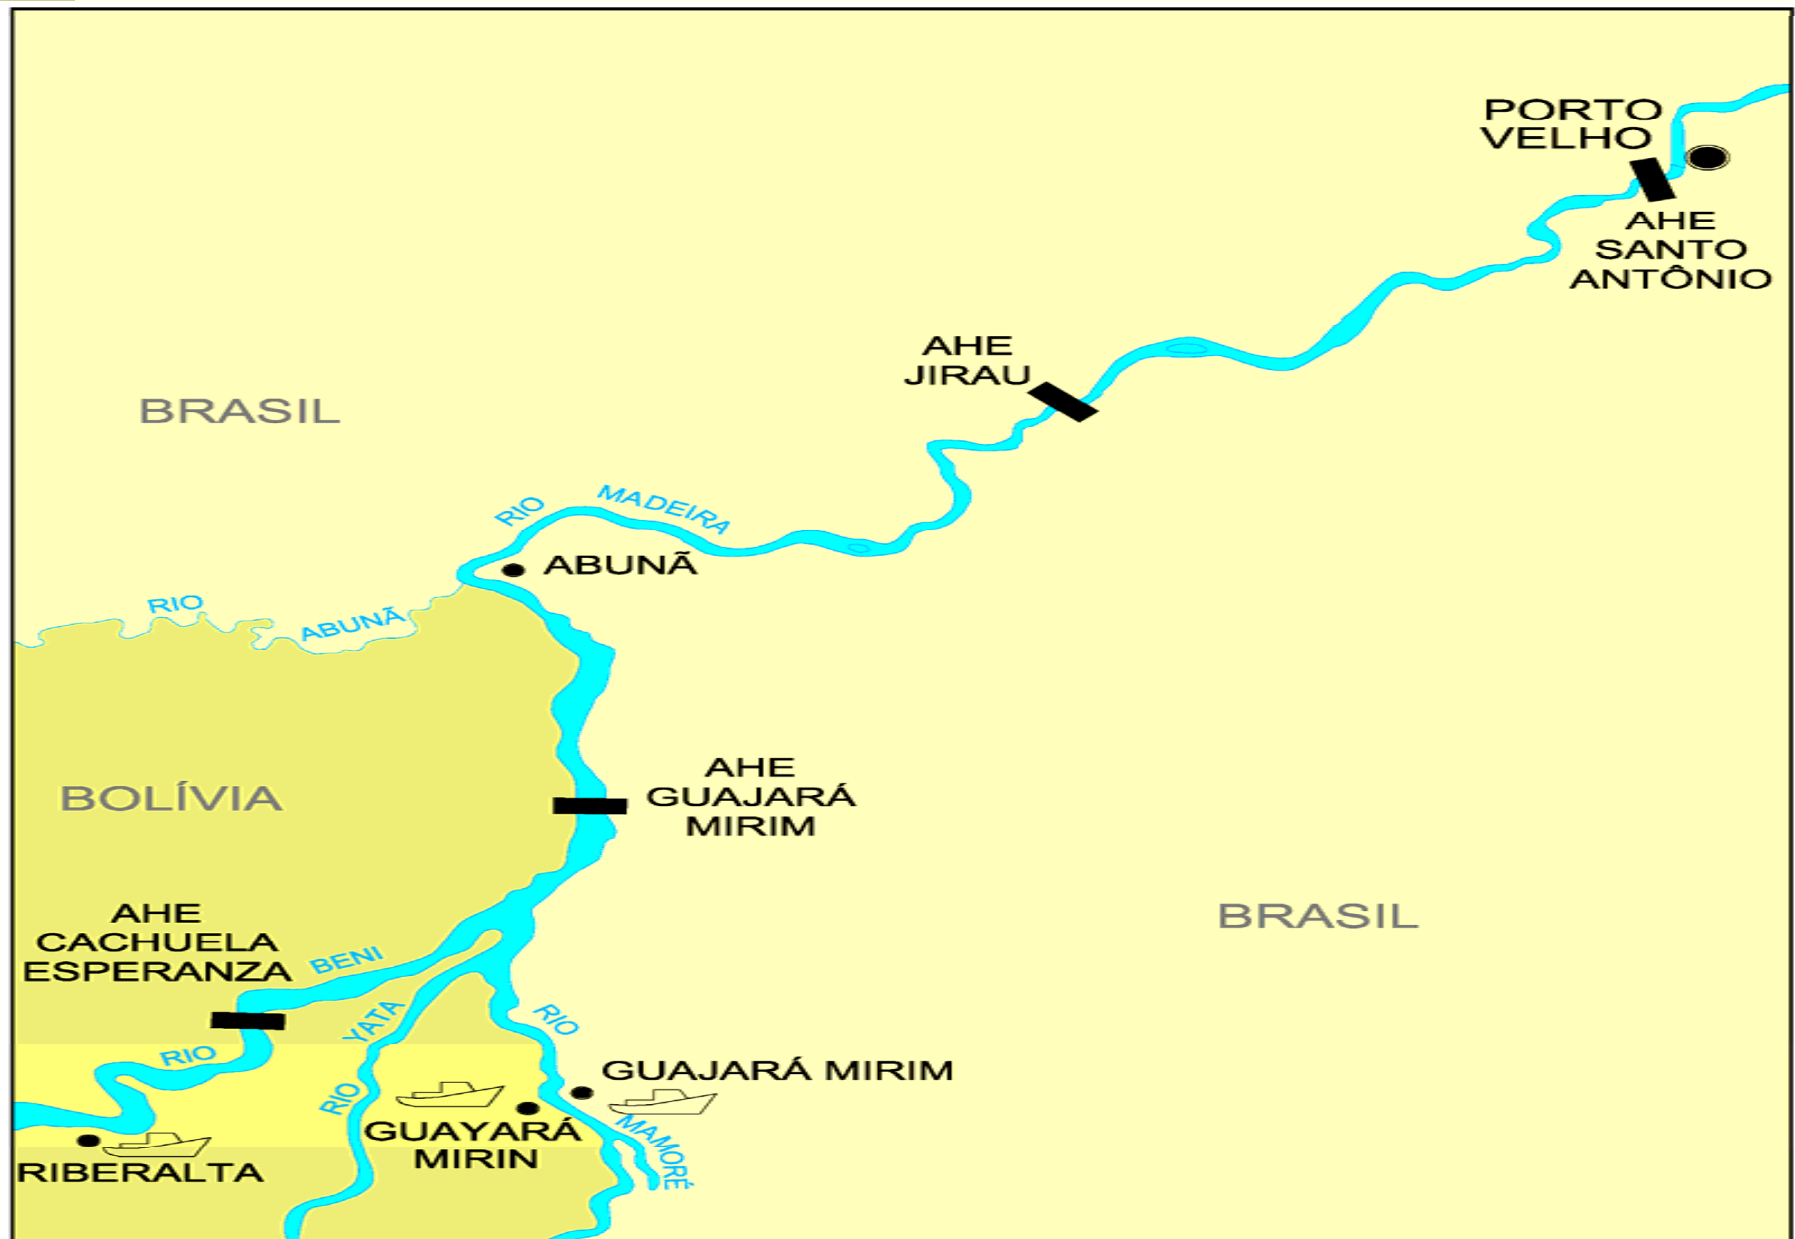 PORTO
VELHO
AHE
SANTO
ANTÔNIO
AHE
JIRAU
BRASIL
RIO
MADEIRA
ABUNÃ
RIO
ABUNÃ
AHE
GUAJARÁ
MIRIM
BOLÍVIA
AHE
CACHUELA
ESPERANZA
BRASIL
BENI
RIO
YATA
RIO
RIO
GUAJARÁ MIRIM
MAMORÉ
GUAYARÁ
MIRIN
RIBERALTA